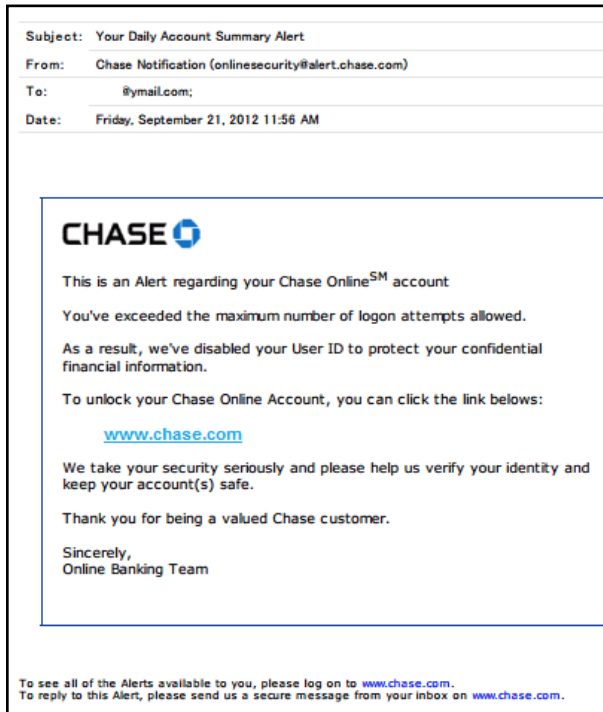 Subject: Your Daily Account Summary Alert
From: Chase Notification (onlinesecurity@alert.chase.com)
To: @ymail.com;
Date: Friday, September 21, 2012 11:56 AM
CHASE
This is an Alert regarding your Chase OnlineSM account
You've exceeded the maximum number of logon attempts allowed.
As a result, we've disabled your User ID to protect your confidential
financial information.
To unlock your Chase Online Account, you can click the link belows:
www.chase.com
We take your security seriously and please help us verify your identity and
keep your account(s) safe.
Thank you for being a valued Chase customer.
Sincerely,
Online Banking Team
To see all of the Alerts available to you, please log on to www.chase.com.
To reply to this Alert, please send us a secure message from your inbox on www.chase.com.